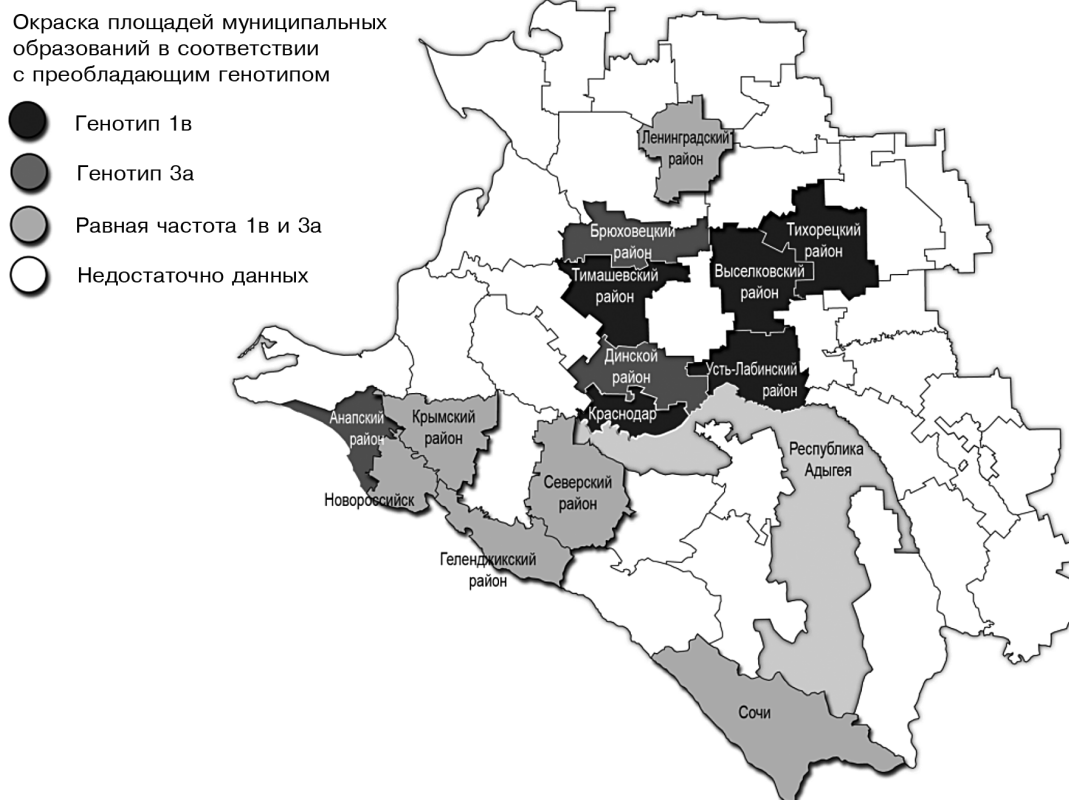 Окраска площадей муниципальных
образований в соответствии
с преобладающим генотипом
Генотип 1в
Генотип 3а
Равная частота 1в и 3а
Недостаточно данных
Ленинградский
район
Брюховецкий
район
Тихорецкий
район
Тимашевский
район
Выселковский
район
Динской
район
Усть-Лабинский
район
Краснодар
Анапский
район
Крымский
район
Республика
Адыгея
Новороссийск
Северский
район
Геленджикский
район
Сочи